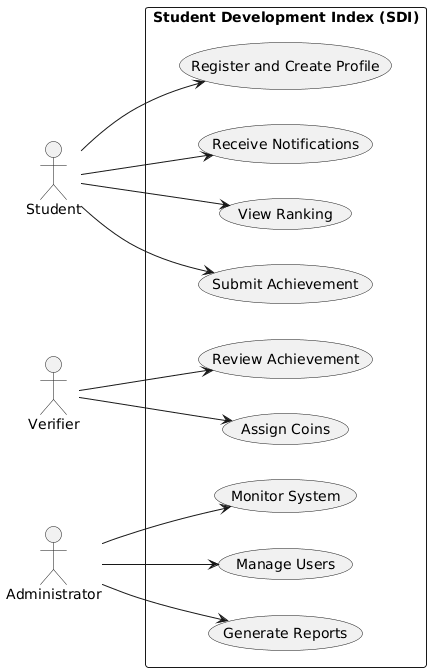 Student Development Index (SDI)
Register and Create Profile
Receive Notifications
View Ranking
Student
Submit Achievement
Review Achievement
Verifier
Assign Coins
Monitor System
Manage Users
Administrator
Generate Reports